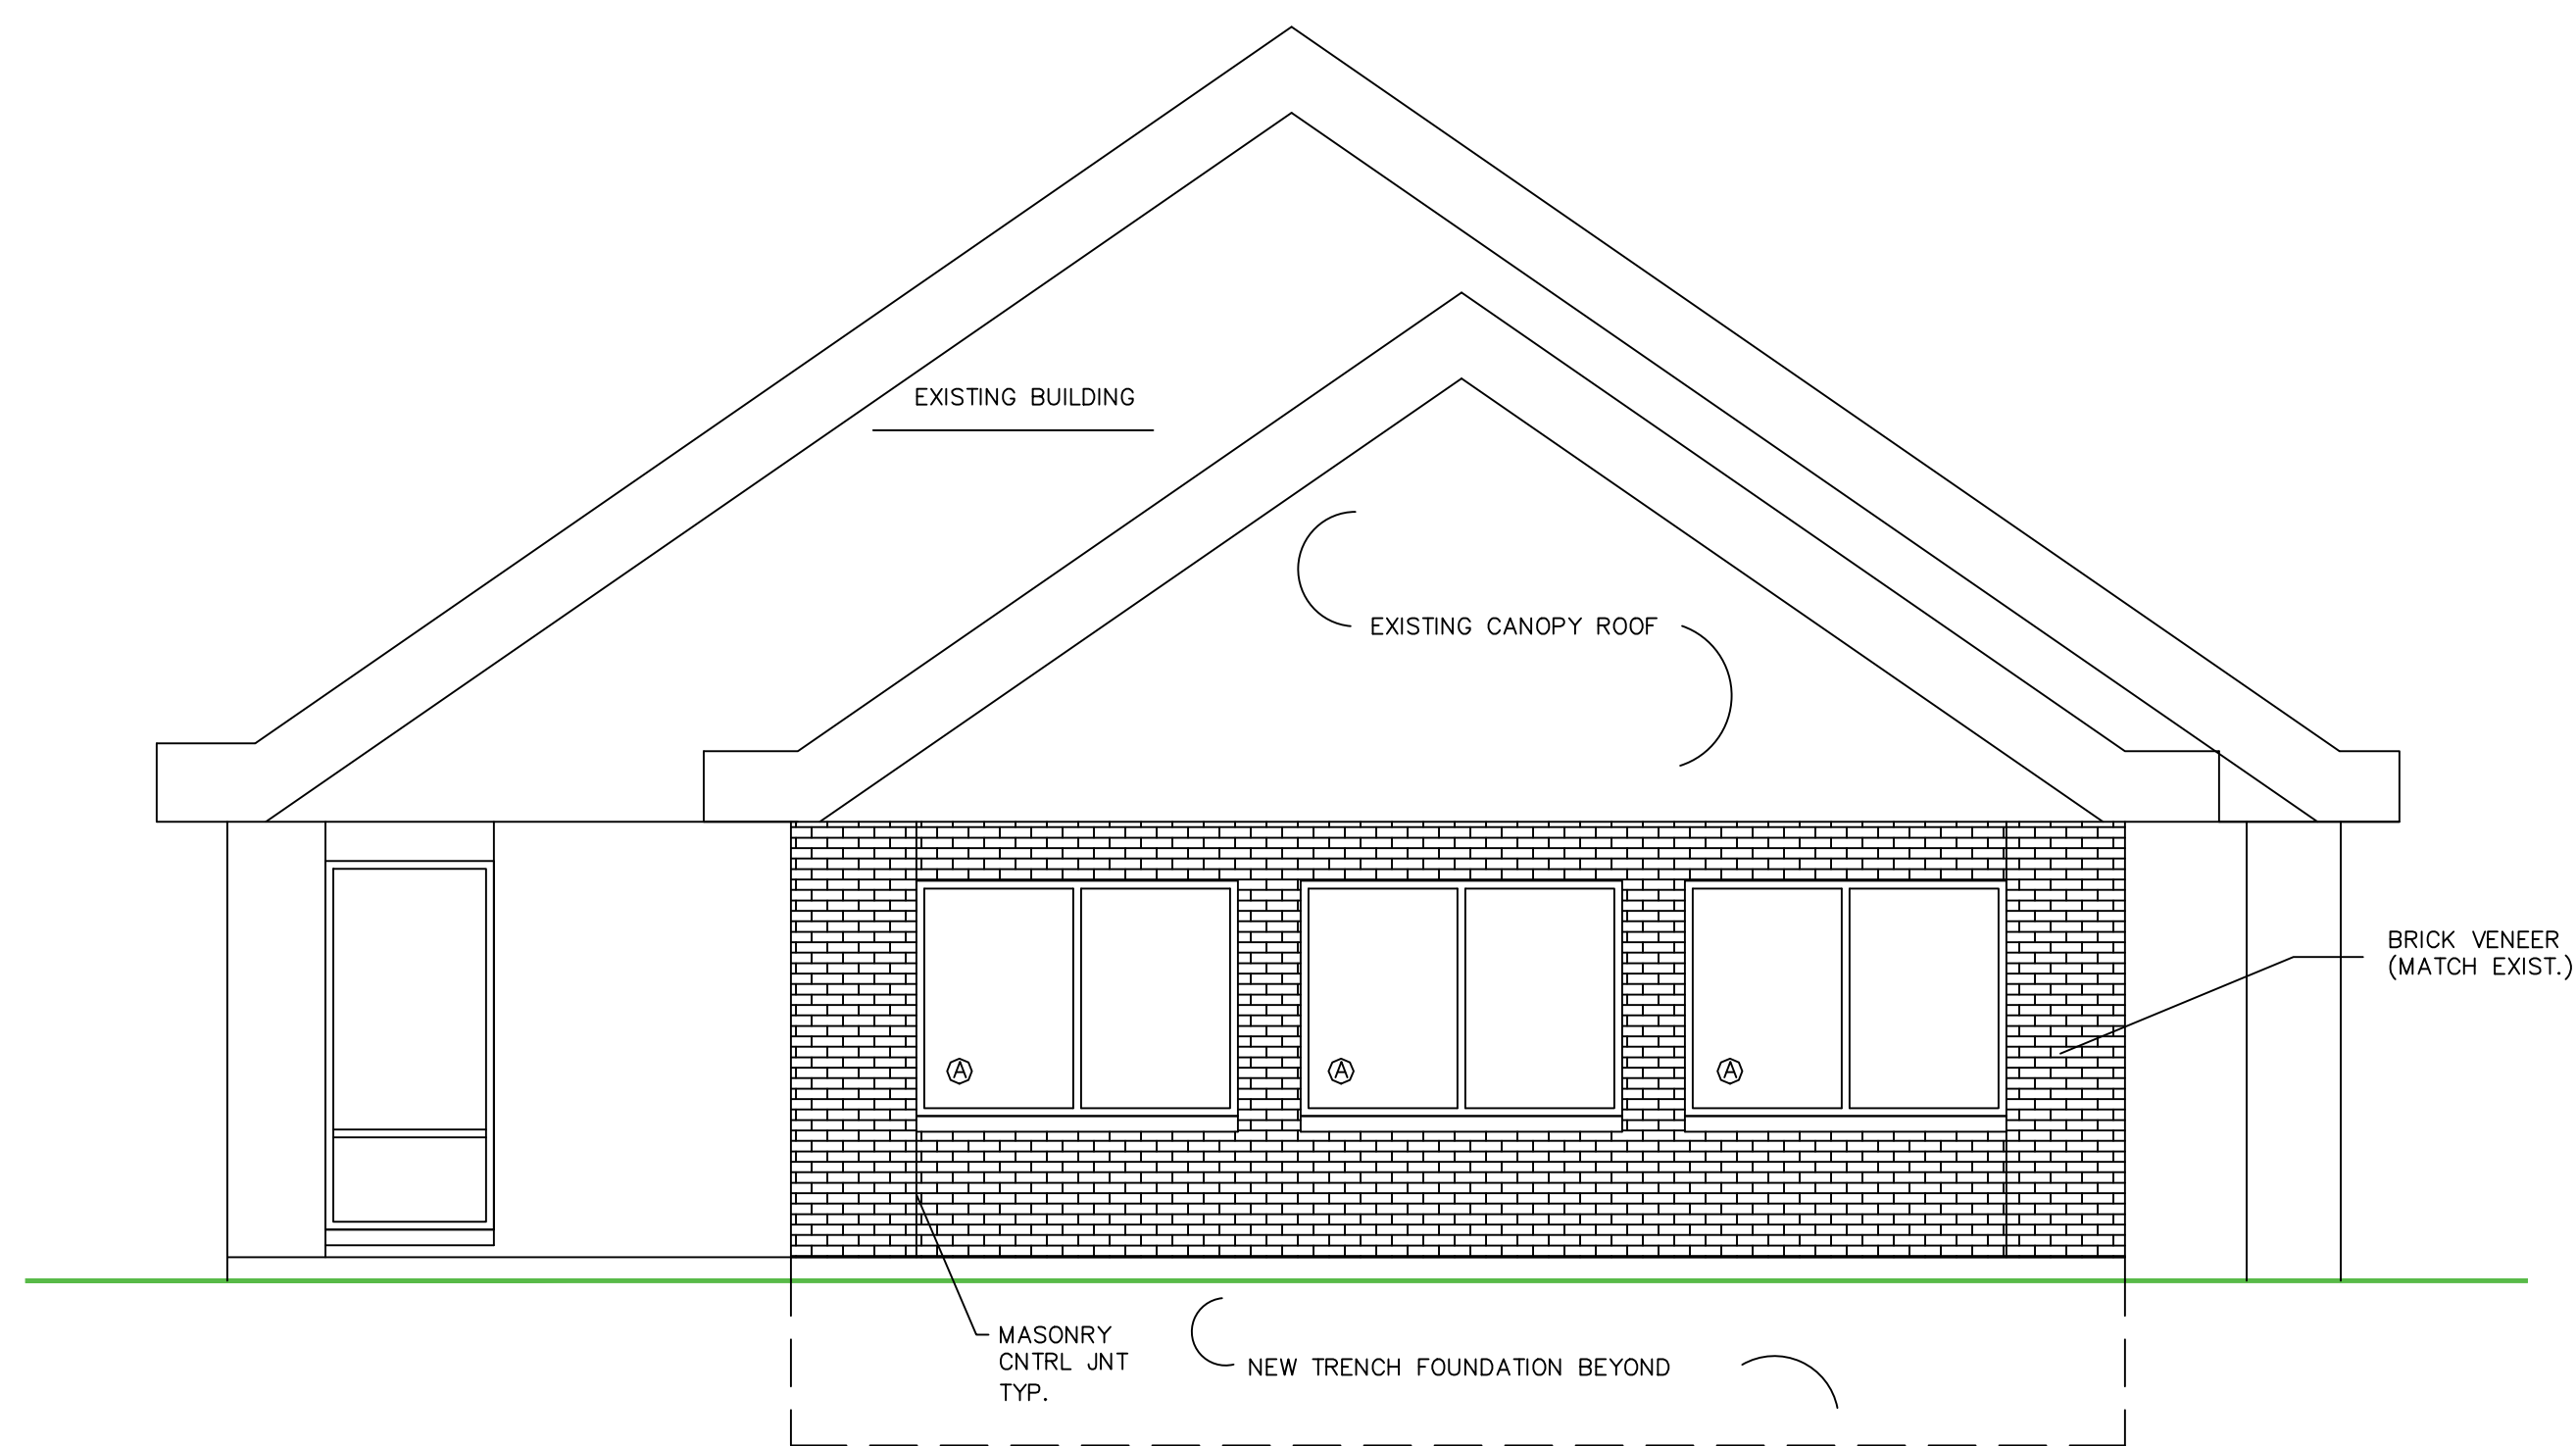 EXISTING BUILDING
EXISTING CANOPY ROOF
BRICK VENEER
(MATCH EXIST.)
A
A
A
MASONRY
CNTRL JNT
TYP.
NEW TRENCH FOUNDATION BEYOND